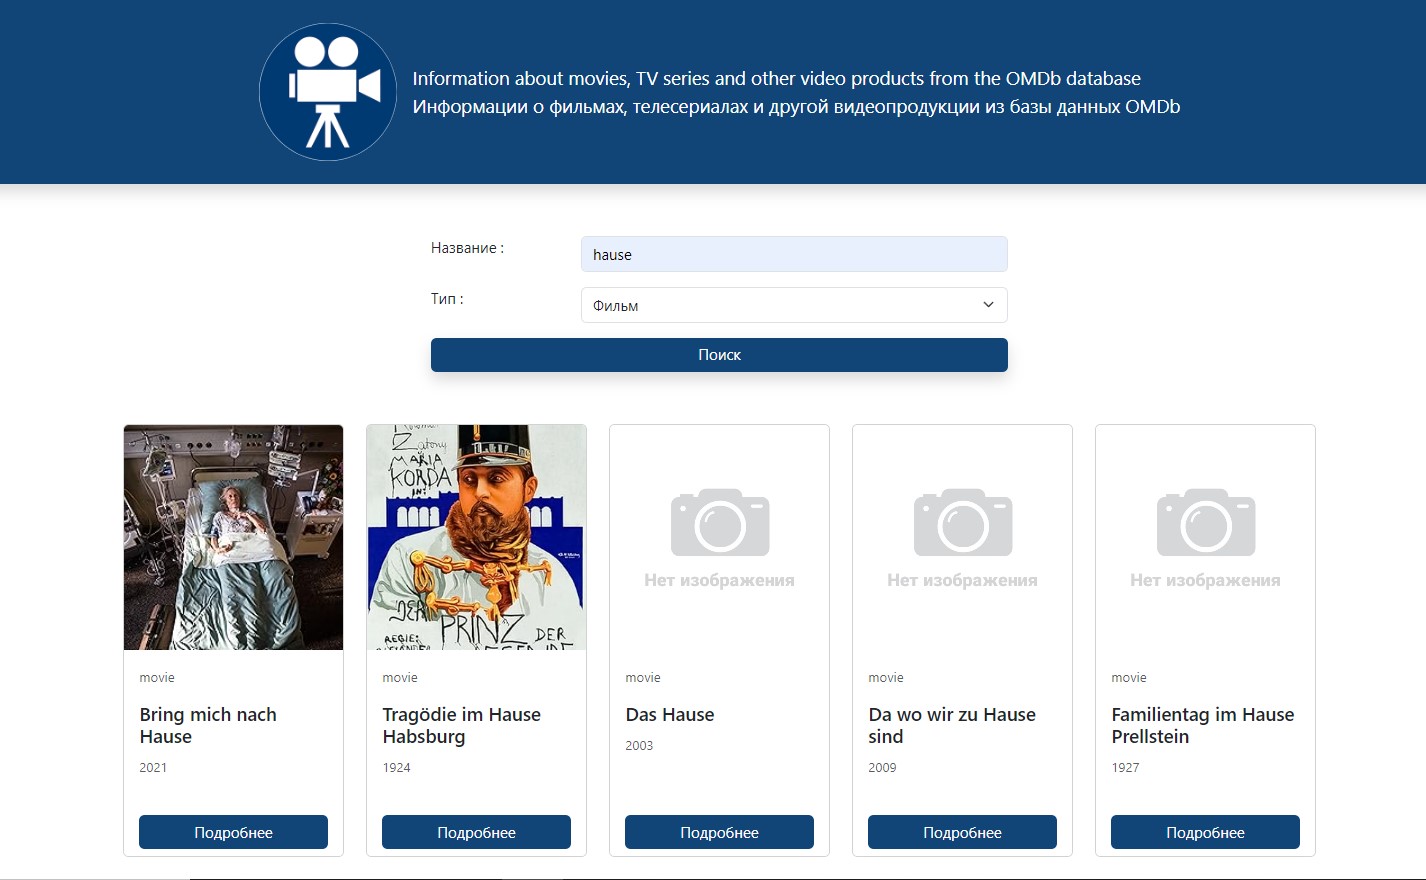 Information about movies, TV series and other video products from the OMDb database
Информации о фильмах, телесериалах и другой видеопродукции из базы данных OMDb
Название :
hause
Тип :
Фильм
Поиск
Z
MARIA
KORDA
IN:
DER
PRINZ DER
REGIE:
Нет изображения
Нет изображения
Нет изображения
movie
Bring mich nach
Hause
2021
Подробнее
movie
Tragödie im Hause
Habsburg
1924
Подробнее
movie
Das Hause
2003
Подробнее
movie
Da wo wir zu Hause
sind
2009
Подробнее
movie
Familientag im Hause
Prellstein
1927
Подробнее